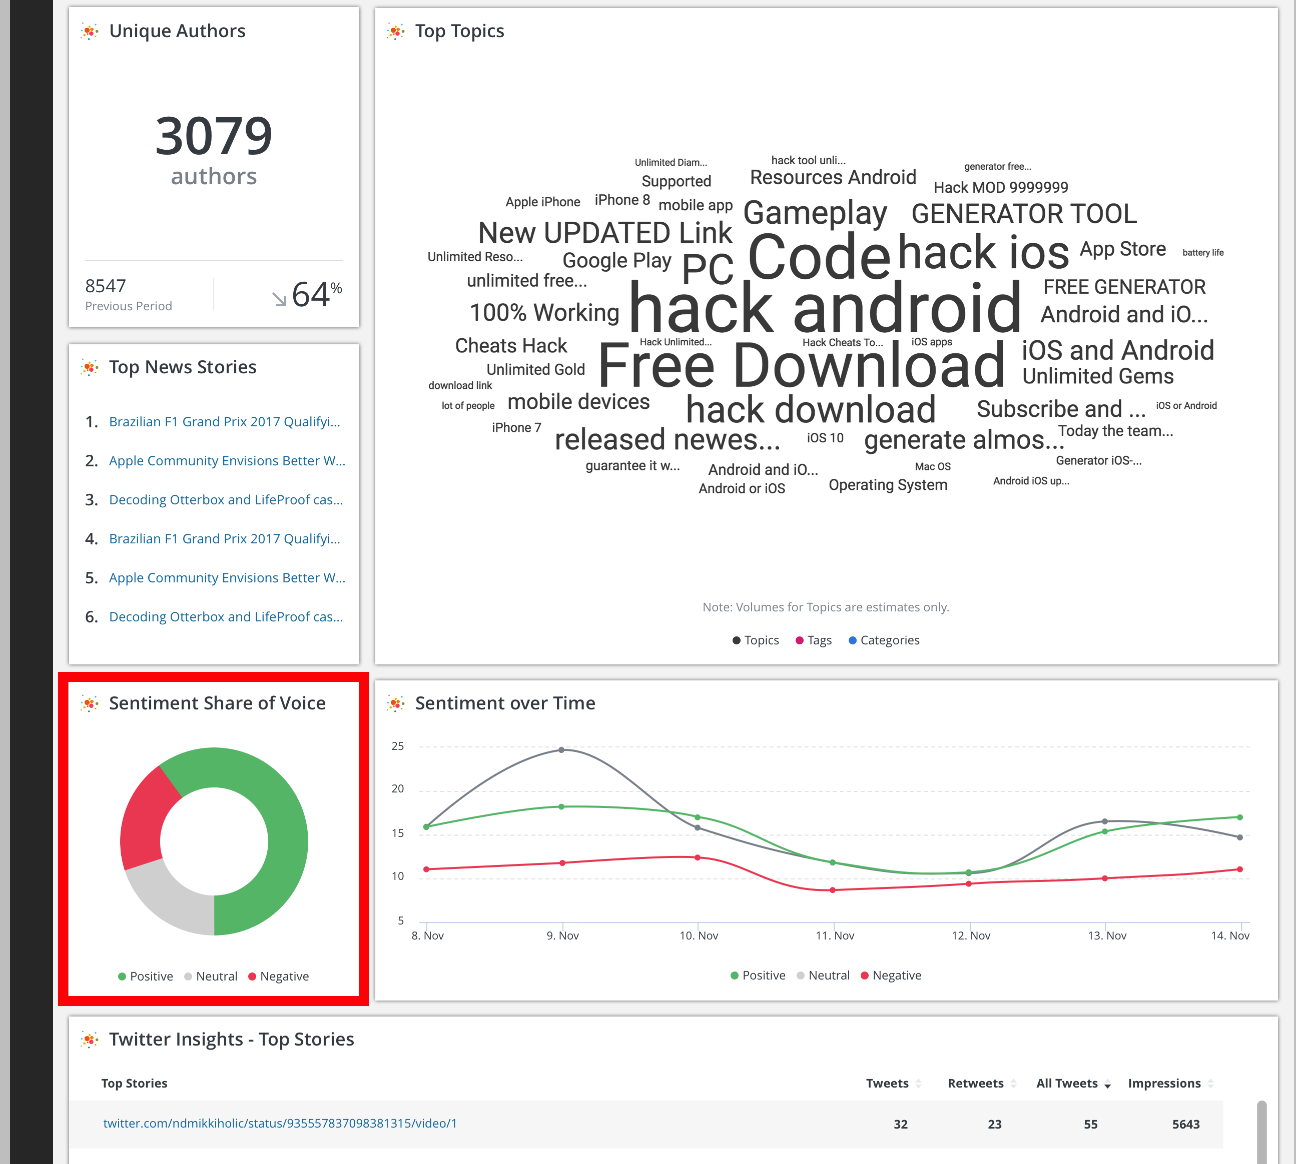 Unique Authors
3079
authors
8547
Previous Period
64%
Top Topics
Unlimited Diam...
hack tool unli...
generator free...
Supported
Resources Android
Hack MOD 9999999
Apple iPhone
iPhone 8
mobile app
Gameplay
GENERATOR TOOL
New UPDATED Link
Code
hack ios
App Store
battery life
Unlimited Reso...
Google Play
PC
unlimited free...
FREE GENERATOR
100% Working
hack android
Android and iO...
Cheats Hack
Hack Unlimited...
Hack Cheats To...
iOS apps
iOS and Android
Unlimited Gold
Free Download
Unlimited Gems
download link
lot of people
mobile devices
hack download
Subscribe and ...
iOS or Android
iPhone 7
released newes...
iOS 10
generate almos...
Today the team...
guarantee it w...
Android and iO...
Mac OS
Generator iOS-...
Android or iOS
Operating System
Android iOS up...
Note: Volumes for Topics are estimates only.
Topics Tags Categories
Top News Stories
1. Brazilian F1 Grand Prix 2017 Qualifyi...
2. Apple Community Envisions Better W...
3. Decoding Otterbox and LifeProof cas...
4. Brazilian F1 Grand Prix 2017 Qualifyi...
5. Apple Community Envisions Better W...
6. Decoding Otterbox and LifeProof cas...
Sentiment Share of Voice
Positive Neutral Negative
Sentiment over Time
25
20
15
10
5
8. Nov 9. Nov 10. Nov 11. Nov 12. Nov 13. Nov 14. Nov
Positive Neutral Negative
Twitter Insights - Top Stories
Top Stories Tweets Retweets All Tweets Impressions
twitter.com/ndmikkiholic/status/935557837098381315/video/1 32 23 55 5643